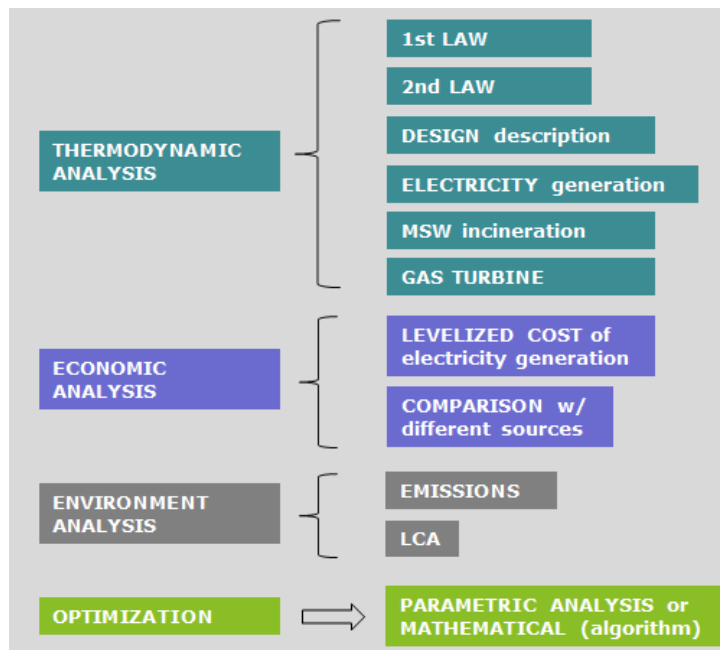 THERMODYNAMIC
ANALYSIS
1st LAW
2nd LAW
DESIGN description
ELECTRICITY generation
MSW incineration
GAS TURBINE
ECONOMIC
ANALYSIS
LEVELIZED COST of
electricity generation
COMPARISON w/
different sources
ENVIRONMENT
ANALYSIS
EMISSIONS
LCA
OPTIMIZATION
PARAMETRIC ANALYSIS or
MATHEMATICAL (algorithm)